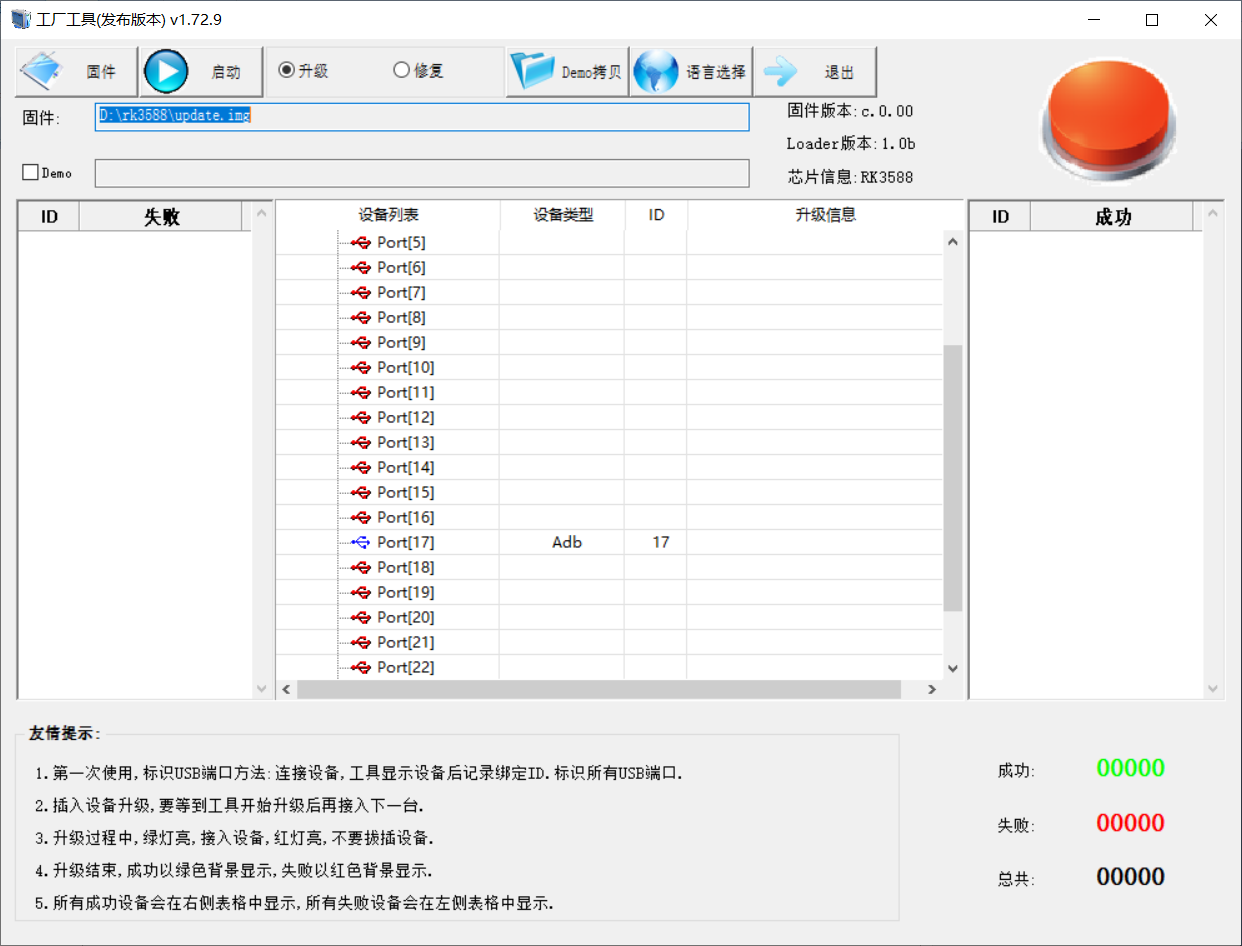 工厂工具(发布版本) v1.72.9
固件 启动 升级 修复 Demo拷贝 语言选择 退出
固件: D:\rk3588\update.img
固件版本:c.0.00
Loader版本:1.0b
Demo
芯片信息:RK3588
ID 失败 设备列表 设备类型 ID 升级信息 ID 成功
Port[5]
Port[6]
Port[7]
Port[8]
Port[9]
Port[10]
Port[11]
Port[12]
Port[13]
Port[14]
Port[15]
Port[16]
Port[17] Adb 17
Port[18]
Port[19]
Port[20]
Port[21]
Port[22]
友情提示:
1.第一次使用,标识USB端口方法:连接设备,工具显示设备后记录绑定ID.标识所有USB端口.
2.插入设备升级,要等到工具开始升级后再接入下一台.
3.升级过程中,绿灯亮,接入设备,红灯亮,不要拔插设备.
4.升级结束,成功以绿色背景显示,失败以红色背景显示.
5.所有成功设备会在右侧表格中显示,所有失败设备会在左侧表格中显示.
成功: 00000
失败: 00000
总共: 00000